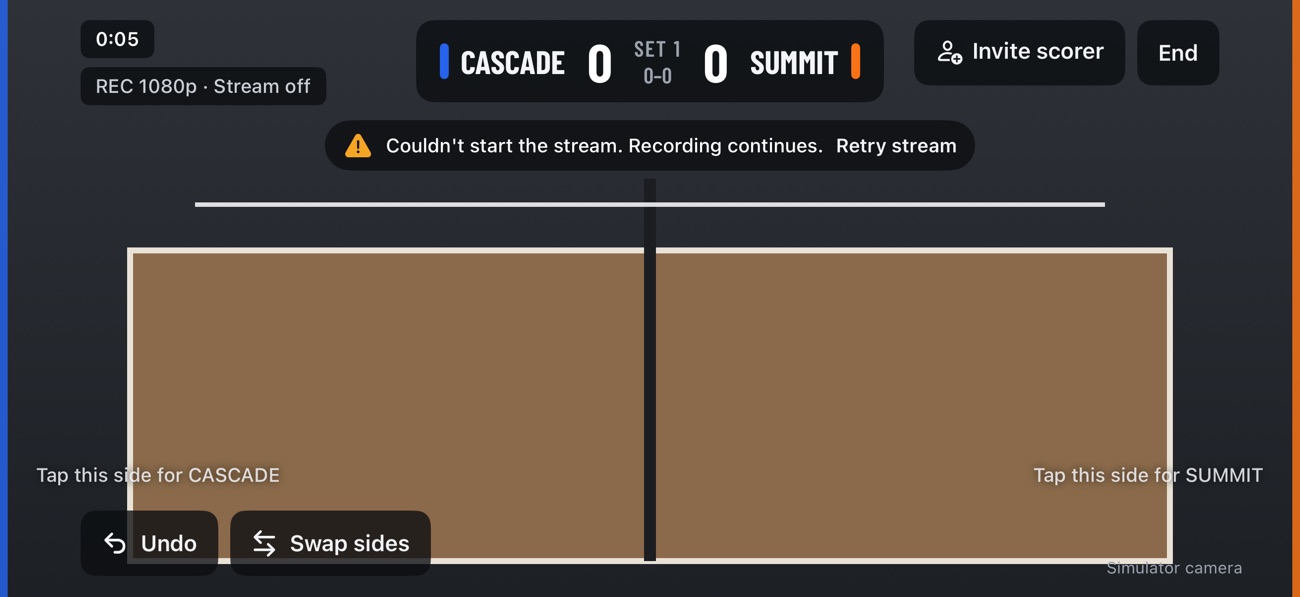 0:05
REC 1080p · Stream off
CASCADE 0 SET 1 0 SUMMIT
0–0
Invite scorer
End
Couldn't start the stream. Recording continues. Retry stream
Tap this side for CASCADE
Tap this side for SUMMIT
Undo
Swap sides
Simulator camera